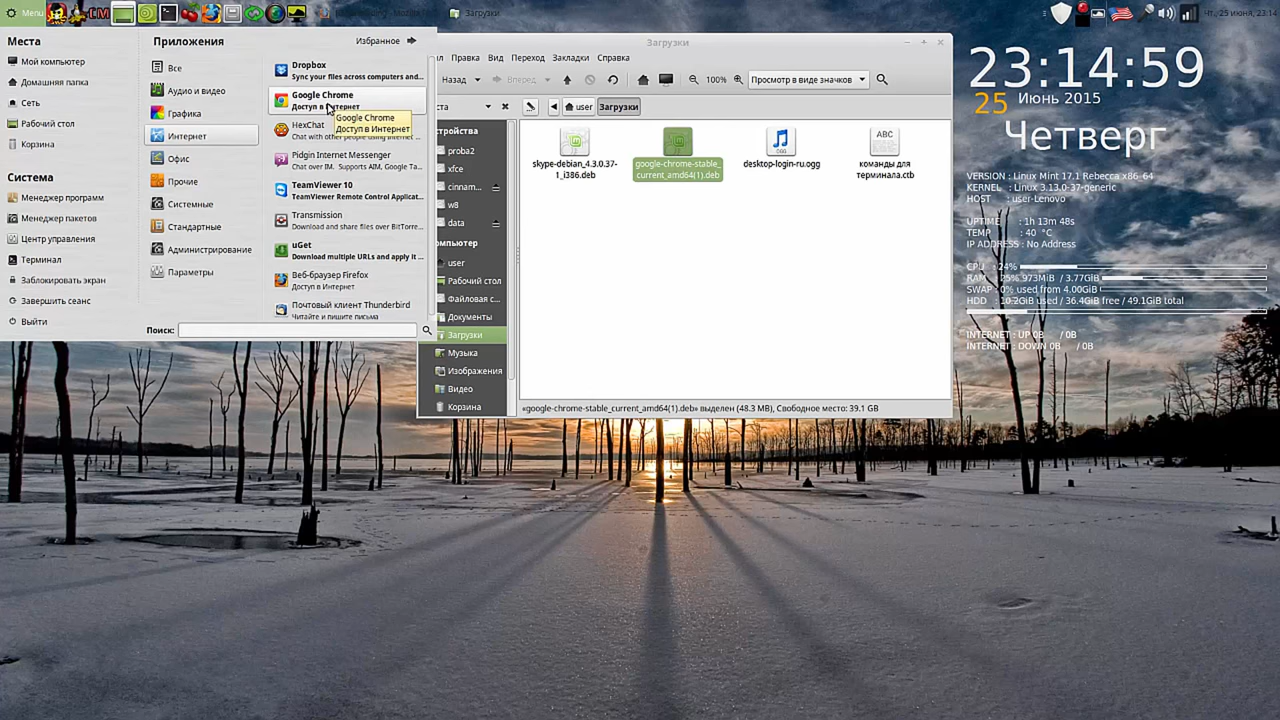 Menu
Загрузки
Чт, 25 июня, 23:14
Места
Мой компьютер
Домашняя папка
Сеть
Рабочий стол
Корзина
Система
Менеджер программ
Менеджер пакетов
Центр управления
Терминал
Заблокировать экран
Завершить сеанс
Выйти
Приложения
Избранное
Все
Аудио и видео
Графика
Интернет
Офис
Прочие
Системные
Стандартные
Администрирование
Параметры
Dropbox
Sync your files across computers and...
Google Chrome
Доступ в Интернет
HexChat
Chat with other people using Internet ...
Pidgin Internet Messenger
Chat over IM. Supports AIM, Google Ta...
TeamViewer 10
TeamViewer Remote Control Applicat...
Transmission
Download and share files over BitTorre...
uGet
Download multiple URLs and apply it ...
Веб-браузер Firefox
Доступ в Интернет
Почтовый клиент Thunderbird
Читайте и пишите письма
Google Chrome
Доступ в Интернет
Поиск:
Загрузки
Правка Вид Переход Закладки Справка
Назад Вперед 100% Просмотр в виде значков
user Загрузки
proba2
xfce
cinnam...
w8
data
user
Рабочий стол
Файловая с...
Документы
Загрузки
Музыка
Изображения
Видео
Корзина
skype-debian_4.3.0.37-
1_i386.deb
google-chrome-stable_
current_amd64(1).deb
OGG
desktop-login-ru.ogg
ABC
команды для
терминала.ctb
«google-chrome-stable_current_amd64(1).deb» выделен (48.3 MB), Свободное место: 39.1 GB
23:14:59
25 Июнь 2015
Четверг
VERSION : Linux Mint 17.1 Rebecca x86-64
KERNEL : Linux 3.13.0-37-generic
HOST : user-Lenovo
UPTIME : 1h 13m 48s
TEMP : 40 °C
IP ADDRESS : No Address
CPU : 24%
RAM : 25% 973MiB / 3.77GiB
SWAP : 0% used from 4.00GiB
HDD : 10.2GiB used / 36.4GiB free / 49.1GiB total
INTERNET : UP 0B / 0B
INTERNET : DOWN 0B / 0B